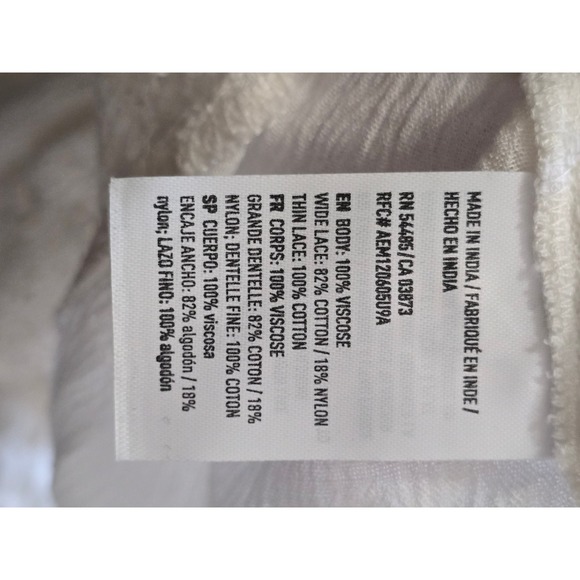 MADE IN INDIA / FABRIQUÉ EN INDE /
HECHO EN INDIA
RN 54485/CA 03873
RFC# AEM120605U9A
EN BODY: 100% VISCOSE
WIDE LACE: 82% COTTON / 18% NYLON
THIN LACE: 100% COTTON
FR CORPS: 100% VISCOSE
GRANDE DENTELLE: 82% COTON / 18%
NYLON; DENTELLE FINE: 100% COTON
SP CUERPO: 100% viscosa
ENCAJE ANCHO: 82% algodón / 18%
nylon; LAZO FINO: 100% algodón